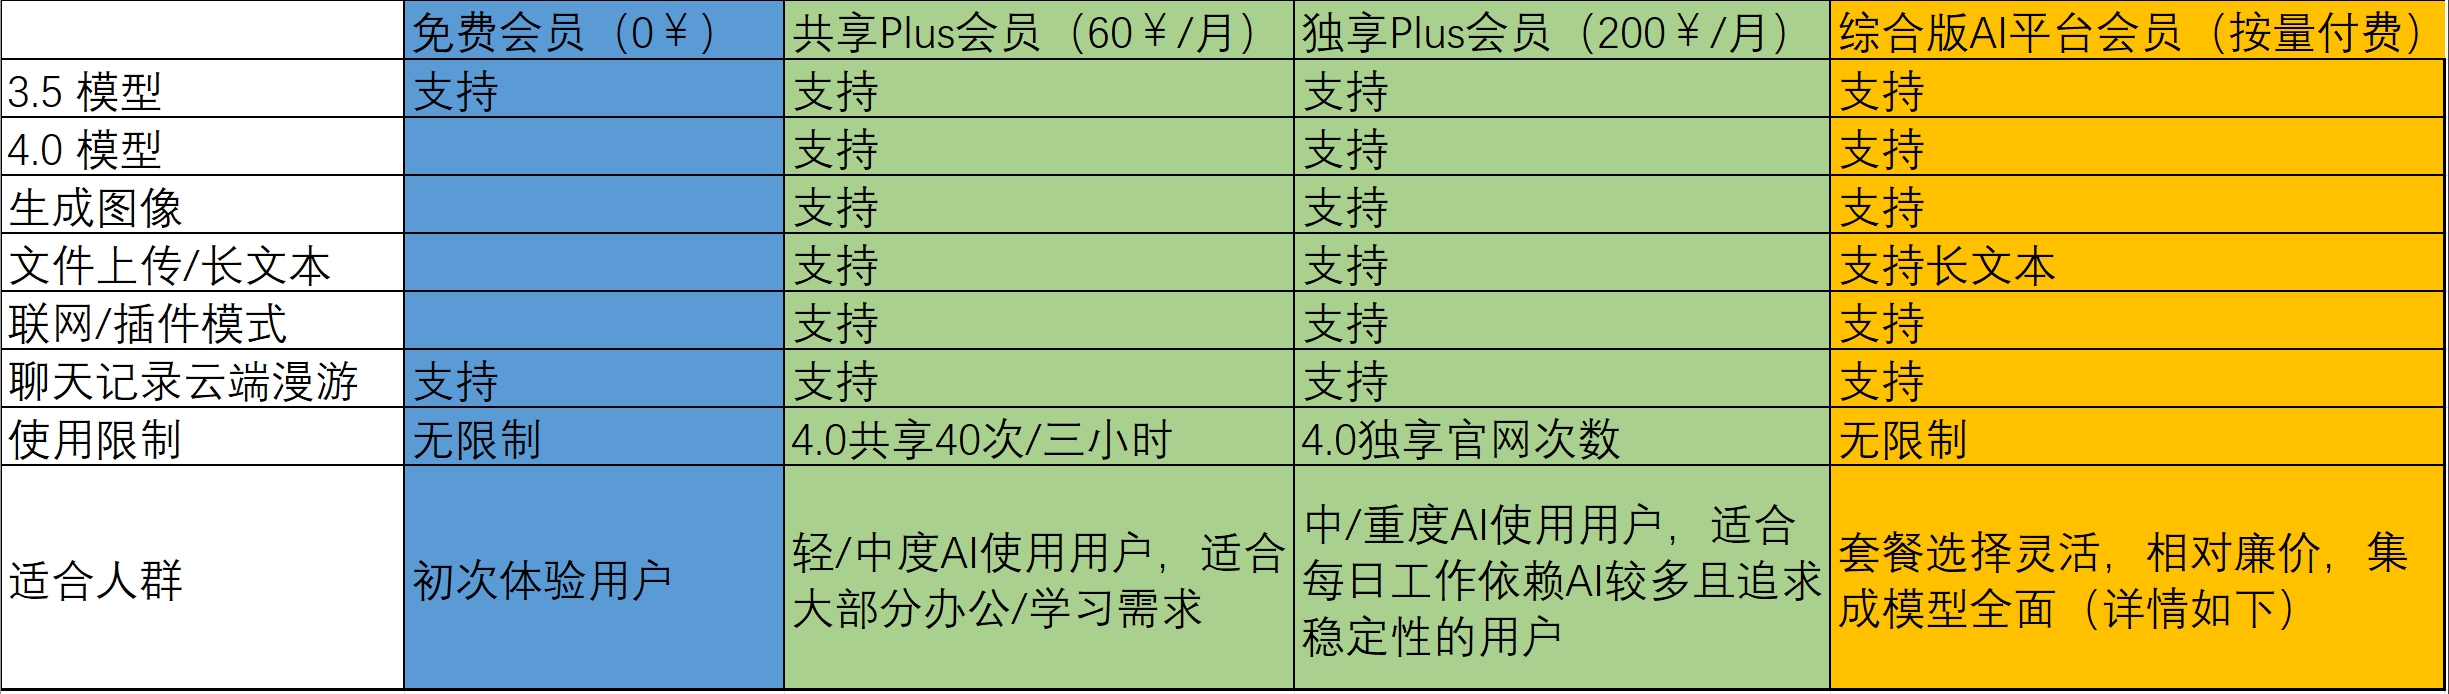 免费会员（0￥） 共享Plus会员（60￥/月） 独享Plus会员（200￥/月） 综合版AI平台会员（按量付费）
3.5 模型 支持 支持 支持 支持
4.0 模型 支持 支持 支持
生成图像 支持 支持 支持
文件上传/长文本 支持 支持 支持长文本
联网/插件模式 支持 支持 支持
聊天记录云端漫游 支持 支持 支持 支持
使用限制 无限制 4.0共享40次/三小时 4.0独享官网次数 无限制
适合人群
初次体验用户
轻/中度AI使用用户，适合
大部分办公/学习需求
中/重度AI使用用户，适合
每日工作依赖AI较多且追求
稳定性的用户
套餐选择灵活，相对廉价，集
成模型全面（详情如下）